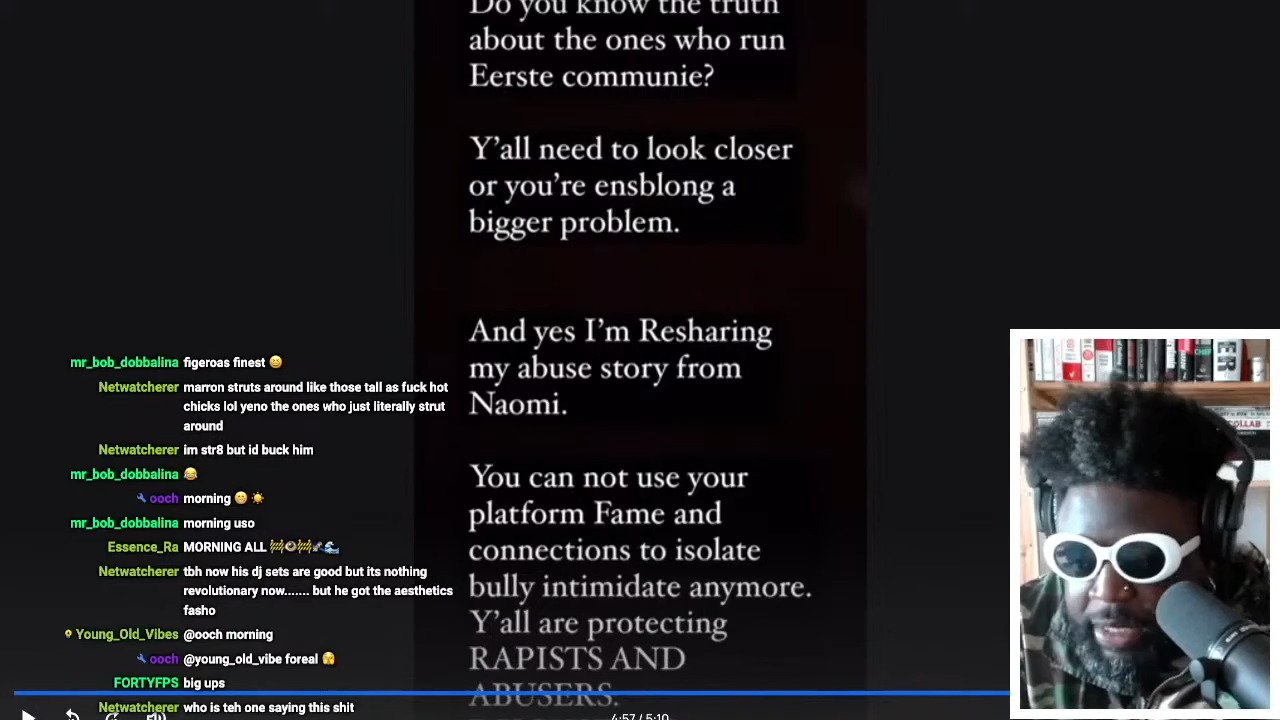 Do you know the truth
about the ones who run
Eerste communie?
Y'all need to look closer
or you're ensblong a
bigger problem.
And yes I'm Resharing
my abuse story from
Naomi.
You can not use your
platform Fame and
connections to isolate
bully intimidate anymore.
Y'all are protecting
RAPISTS AND
ABUSERS.
mr_bob_dobbalina figeroas finest 😄
Netwatcherer marron struts around like those tall as fuck hot
chicks lol yeno the ones who just literally strut
around
Netwatcherer im str8 but id buck him
mr_bob_dobbalina 😂
ooch morning 😁☀️
mr_bob_dobbalina morning uso
Essence_Ra MORNING ALL
Netwatcherer tbh now his dj sets are good but its nothing
revolutionary now....... but he got the aesthetics
fasho
Young_Old_Vibes @ooch morning
ooch @young_old_vibe foreal 🫣
FORTYFPS big ups
Netwatcherer who is teh one saying this shit
4:57 / 5:10
COLLAB